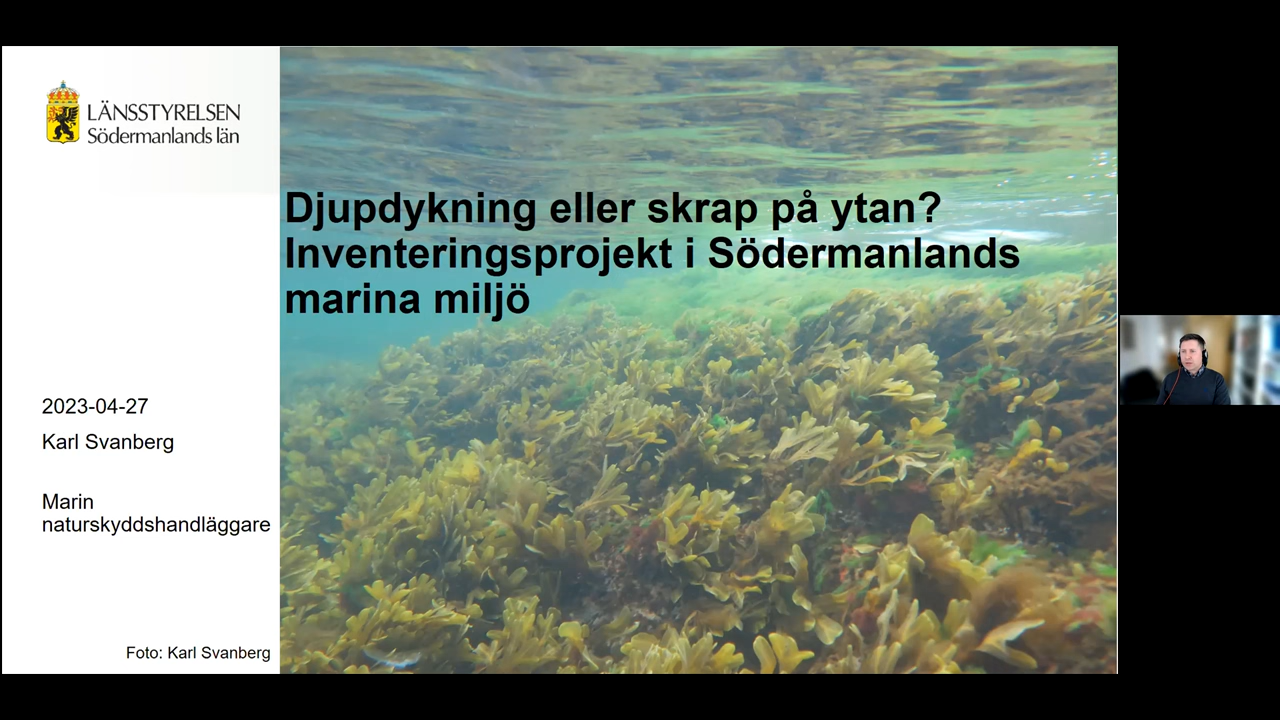 LÄNSSTYRELSEN
Södermanlands län
Djupdykning eller skrap på ytan?
Inventeringsprojekt i Södermanlands
marina miljö
2023-04-27
Karl Svanberg
Marin
naturskyddshandläggare
Foto: Karl Svanberg